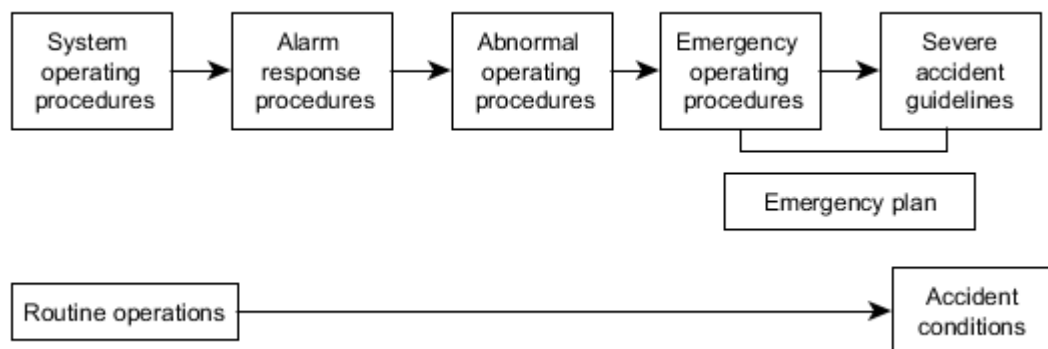 System
operating
procedures
Alarm
response
procedures
Abnormal
operating
procedures
Emergency
operating
procedures
Severe
accident
guidelines
Emergency plan
Routine operations
Accident
conditions